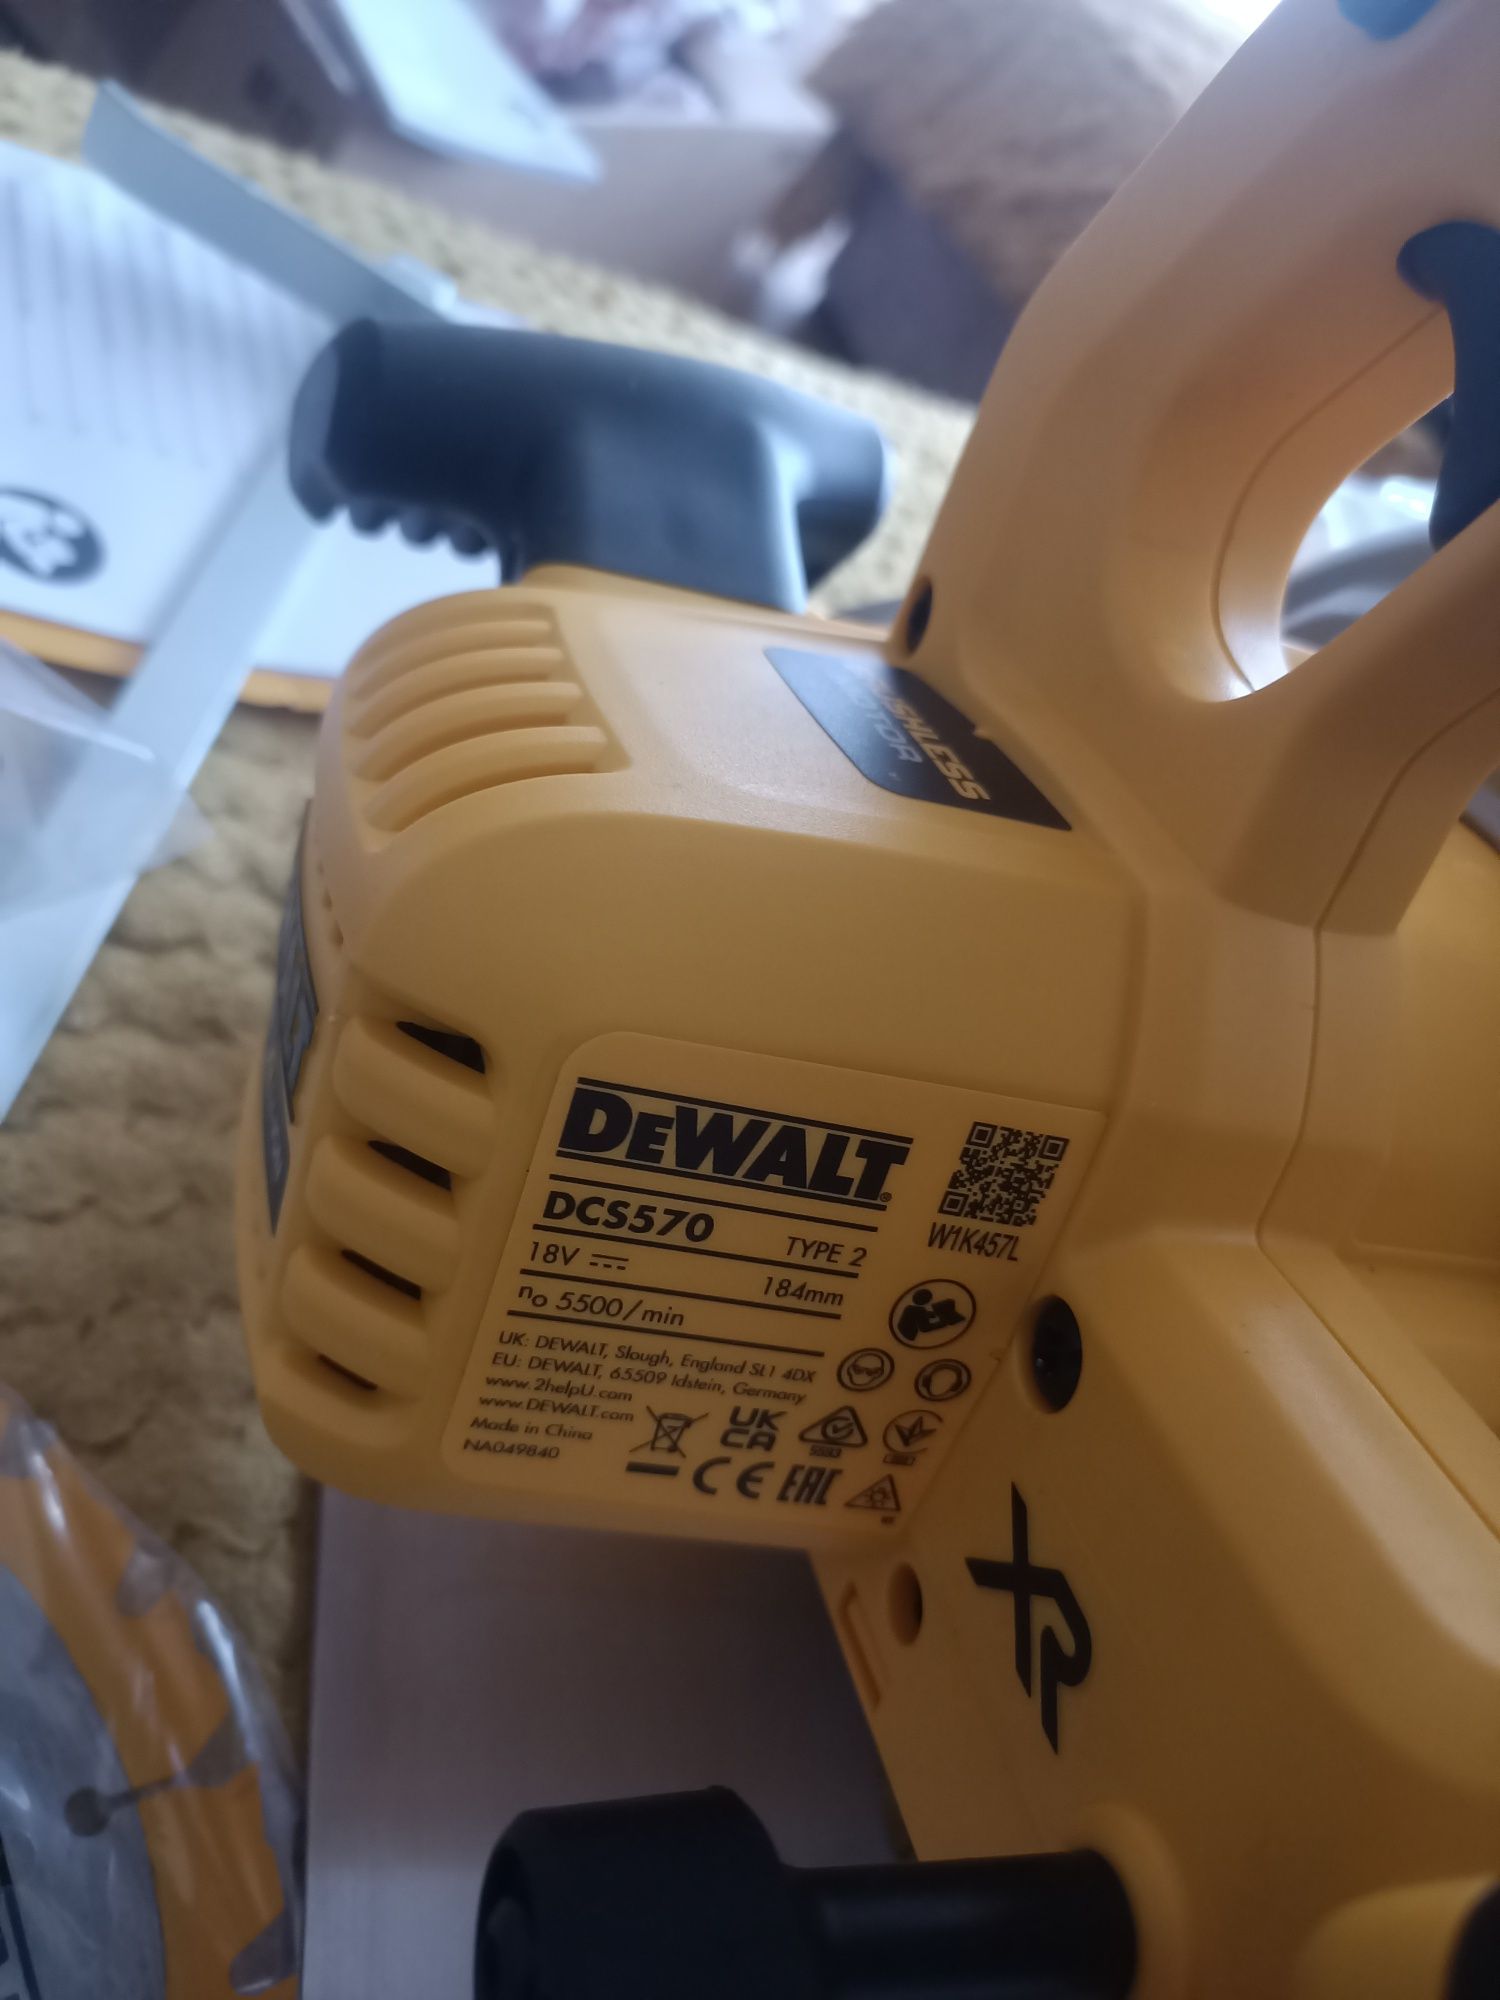 BRUSHLESS
MOTOR
DEWALT®
DCS570 TYPE 2
W1K457L
18V 184mm
n₀ 5500/min
UK: DEWALT, Slough, England SL1 4DX
EU: DEWALT, 65509 Idstein, Germany
www.2helpU.com
www.DEWALT.com
Made in China
NA049840
UK
CA
CE EAC
XR